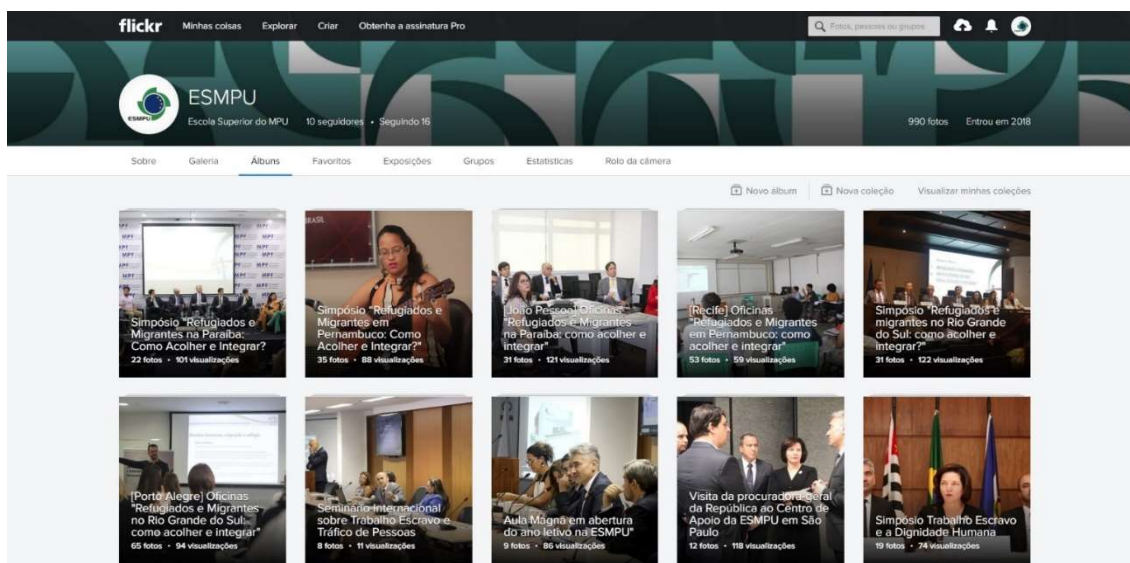 flickr Minhas coisas Explorar Criar Obtenha a assinatura Pro Fotos, pessoas ou grupos
ESMPU
ESMPU
Escola Superior do MPU 10 seguidores • Seguindo 16 990 fotos Entrou em 2018
Sobre Galeria Álbuns Favoritos Exposições Grupos Estatísticas Rolo da câmera
Novo álbum Nova coleção Visualizar minhas coleções
MPF
BRASIL
Simpósio "Refugiados e
Migrantes na Paraíba:
Como Acolher e Integrar?
22 fotos • 101 visualizações
Simpósio "Refugiados e
Migrantes em
Pernambuco: Como
Acolher e Integrar?"
35 fotos • 88 visualizações
[João Pessoa] Oficinas
"Refugiados e Migrantes
na Paraíba: como acolher e
integrar"
31 fotos • 121 visualizações
[Recife] Oficinas
"Refugiados e Migrantes
em Pernambuco: como
acolher e integrar"
53 fotos • 59 visualizações
Simpósio "Refugiados e
migrantes no Rio Grande
do Sul: como acolher e
integrar?"
31 fotos • 122 visualizações
[Porto Alegre] Oficinas
"Refugiados e Migrantes
no Rio Grande do Sul:
como acolher e integrar"
65 fotos • 94 visualizações
Seminário Internacional
sobre Trabalho Escravo e
Tráfico de Pessoas
8 fotos • 11 visualizações
Aula Magna em abertura
do ano letivo na ESMPU"
9 fotos • 86 visualizações
Visita da procuradora-geral
da República ao Centro de
Apoio da ESMPU em São
Paulo
12 fotos • 118 visualizações
Simpósio Trabalho Escravo
e a Dignidade Humana
19 fotos • 74 visualizações